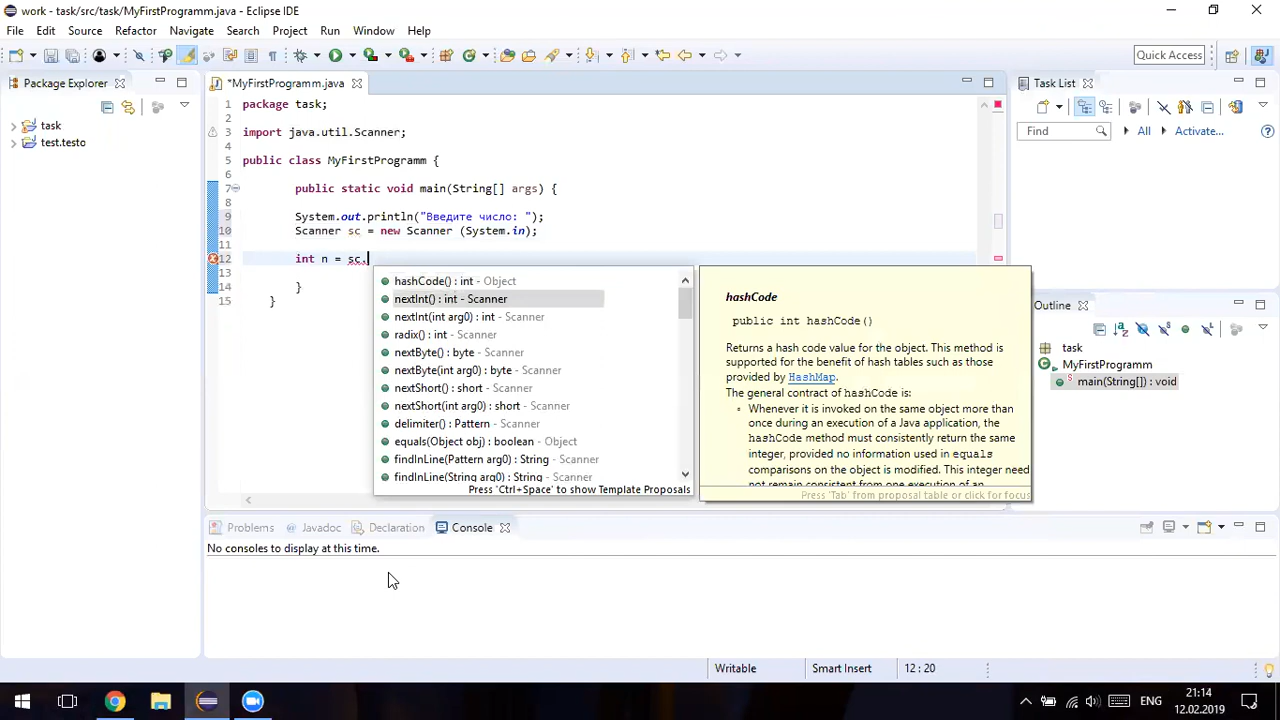 work - task/src/task/MyFirstProgramm.java - Eclipse IDE
File Edit Source Refactor Navigate Search Project Run Window Help
Quick Access
Package Explorer
*MyFirstProgramm.java
Task List
1 package task;
2
3 import java.util.Scanner;
4
5 public class MyFirstProgramm {
6
7 public static void main(String[] args) {
8
9 System.out.println("Введите число: ");
10 Scanner sc = new Scanner (System.in);
11
12 int n = sc.
13
14 }
15 }
task
test.testo
Find All Activate...
hashCode() : int - Object
nextInt() : int - Scanner
nextInt(int arg0) : int - Scanner
radix() : int - Scanner
nextByte() : byte - Scanner
nextByte(int arg0) : byte - Scanner
nextShort() : short - Scanner
nextShort(int arg0) : short - Scanner
delimiter() : Pattern - Scanner
equals(Object obj) : boolean - Object
findInLine(Pattern arg0) : String - Scanner
findInLine(String arg0) : String - Scanner
Press 'Ctrl+Space' to show Template Proposals
hashCode
public int hashCode()
Returns a hash code value for the object. This method is
supported for the benefit of hash tables such as those
provided by HashMap.
The general contract of hashCode is:
Whenever it is invoked on the same object more than
once during an execution of a Java application, the
hashCode method must consistently return the same
integer, provided no information used in equals
comparisons on the object is modified. This integer need
not remain consistent from one execution of an
Press 'Tab' from proposal table or click for focus
Outline
task
MyFirstProgramm
main(String[]) : void
Problems Javadoc Declaration Console
No consoles to display at this time.
Writable Smart Insert 12 : 20
ENG
21:14
12.02.2019